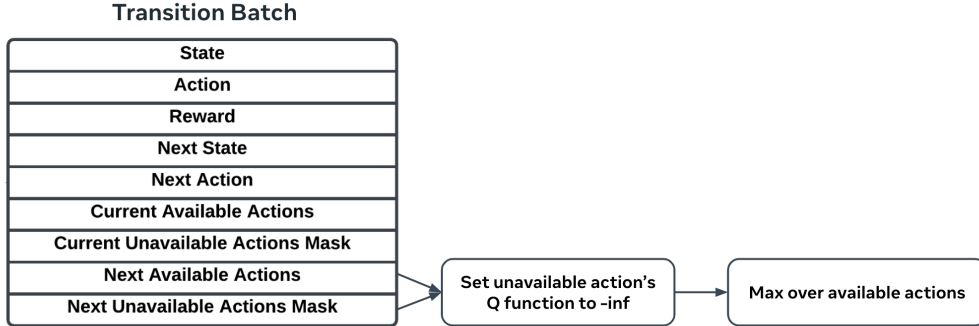 Transition Batch
State
Action
Reward
Next State
Next Action
Current Available Actions
Current Unavailable Actions Mask
Next Available Actions
Next Unavailable Actions Mask
Set unavailable action's
Q function to -inf
Max over available actions